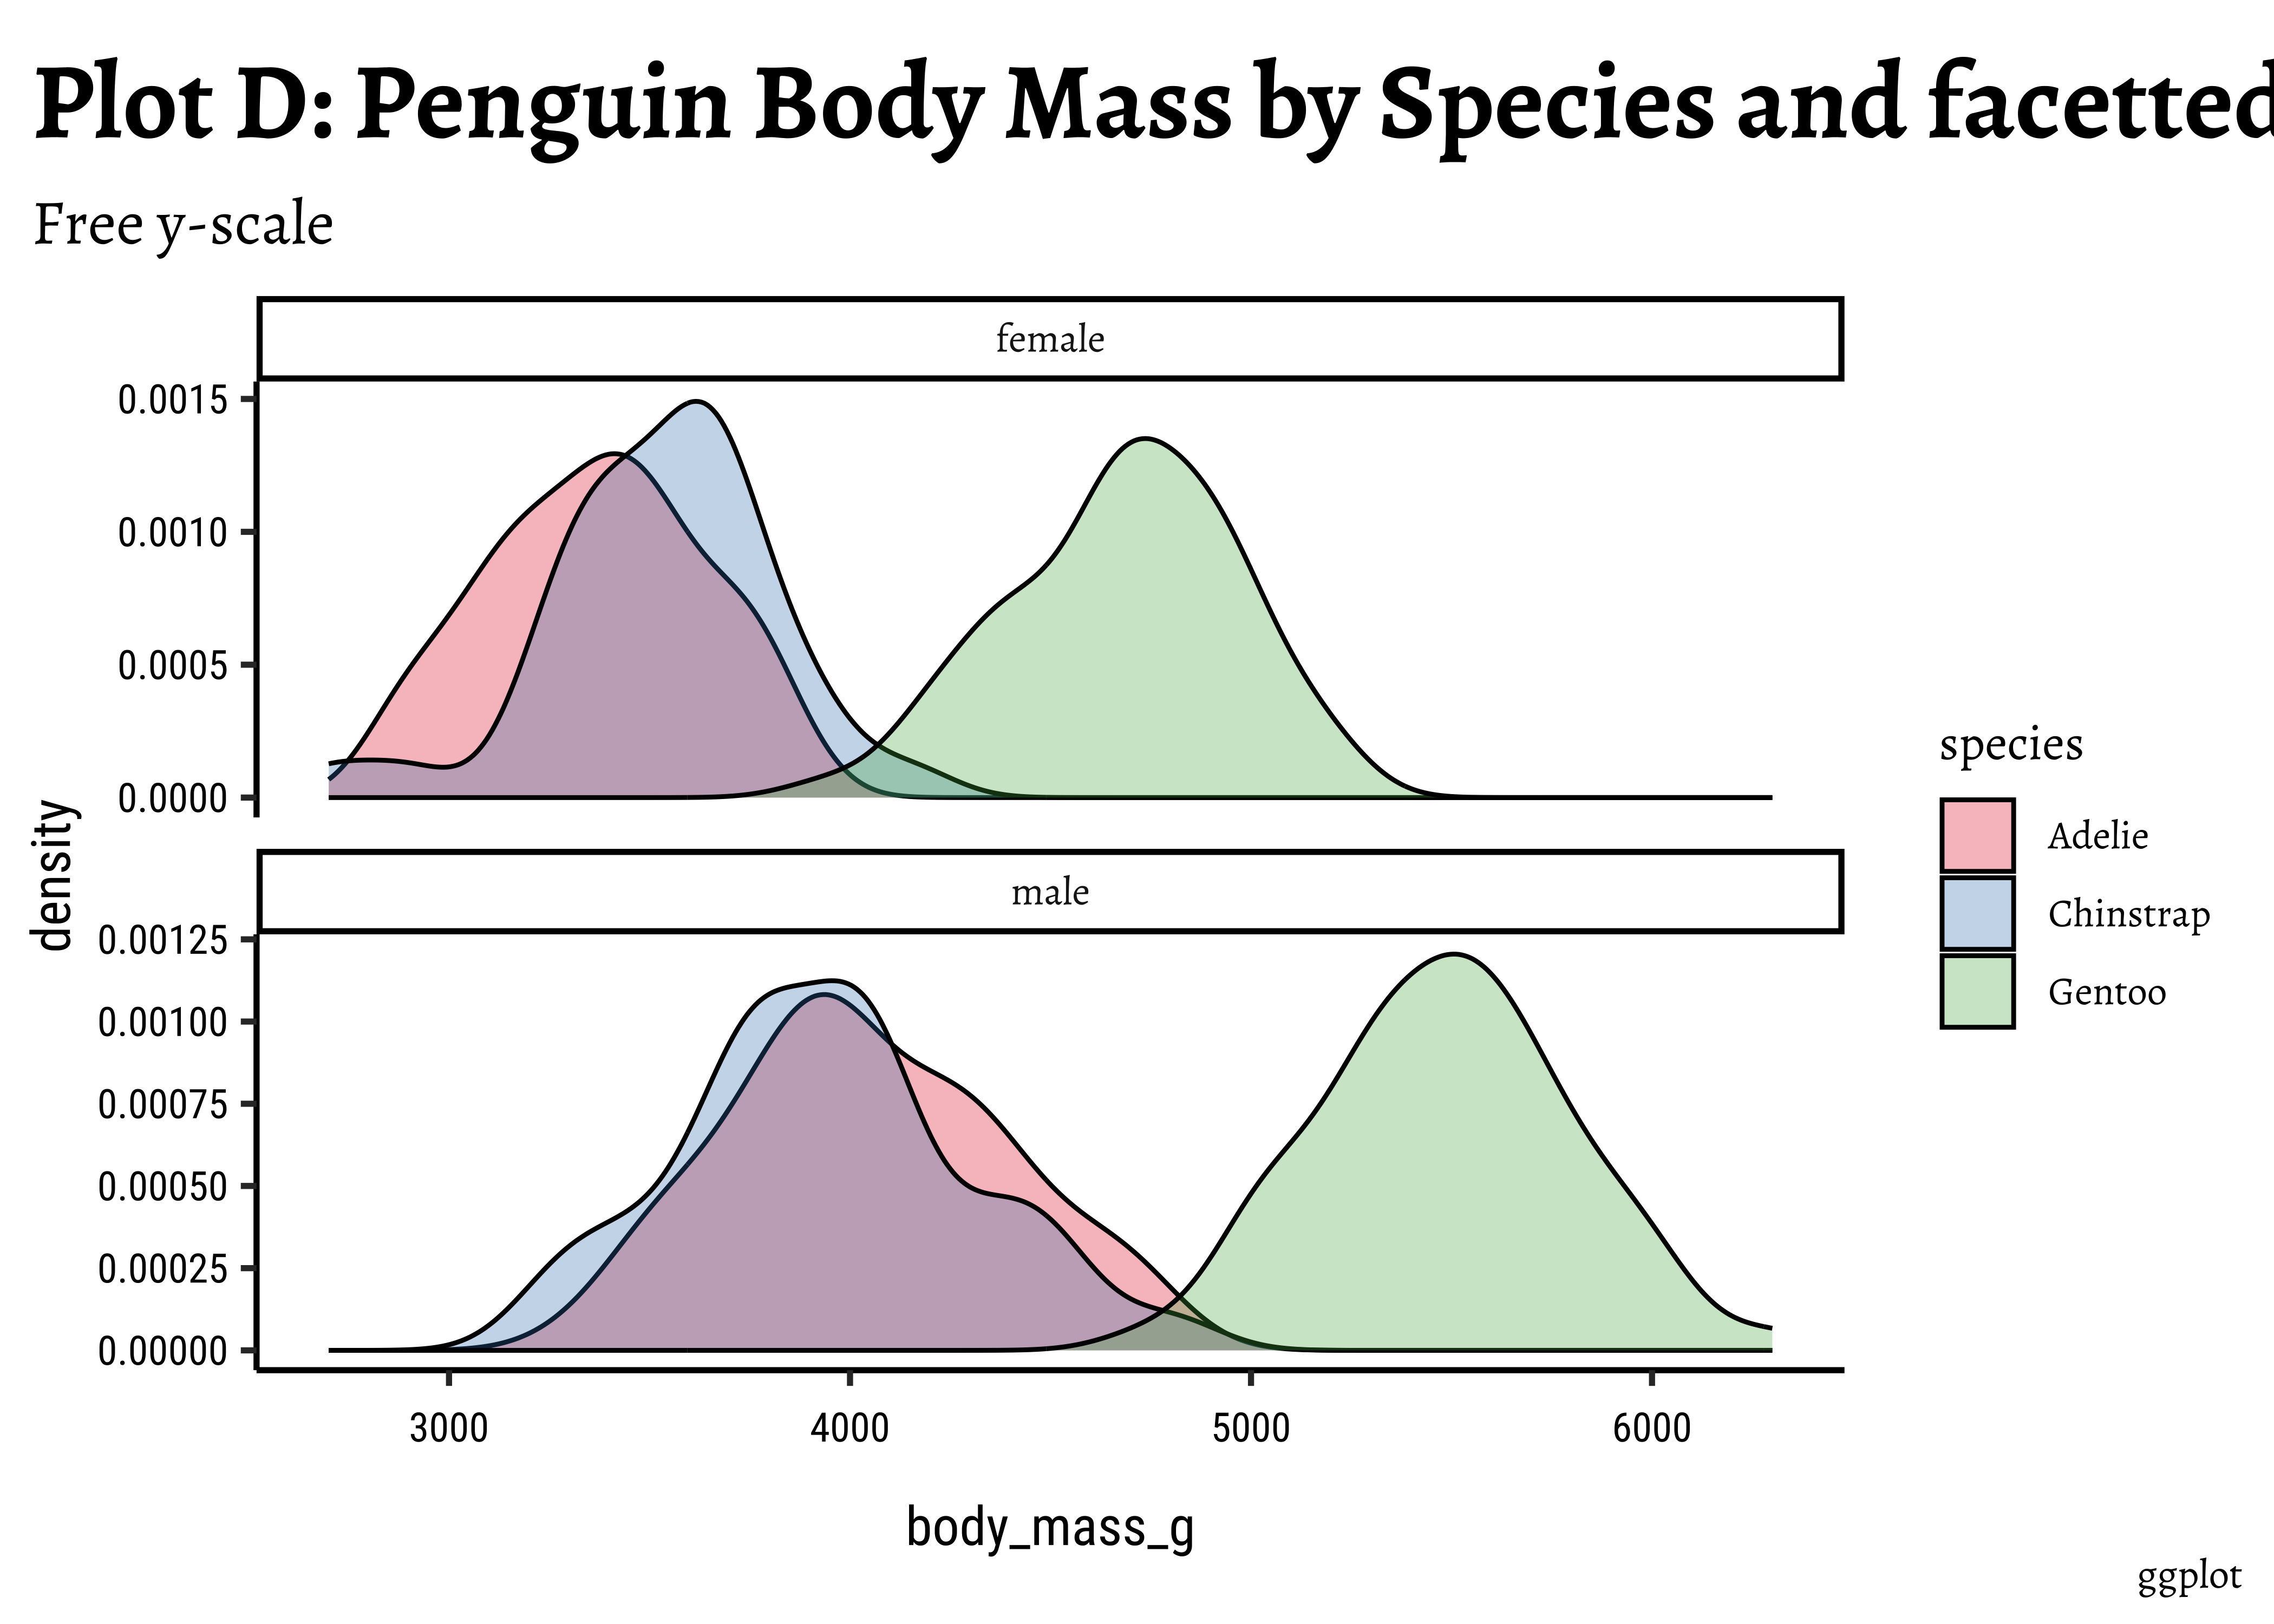 Plot D: Penguin Body Mass by Species and facetted
Free y-scale
female
0.0015
0.0010
0.0005
0.0000
density
male
0.00125
0.00100
0.00075
0.00050
0.00025
0.00000
3000 4000 5000 6000
body_mass_g
species
Adelie
Chinstrap
Gentoo
ggplot